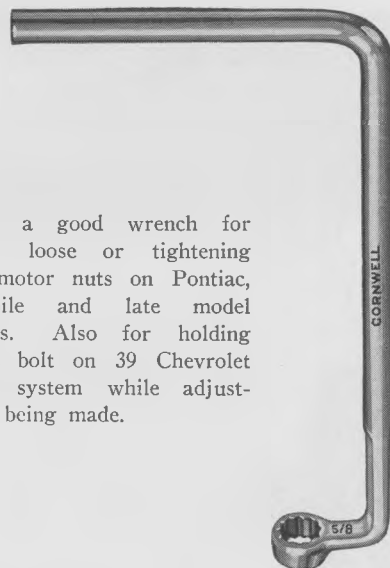 a good wrench for
loose or tightening
motor nuts on Pontiac,
ile and late model
s. Also for holding
bolt on 39 Chevrolet
system while adjust-
being made.
CORNWELL
5/8